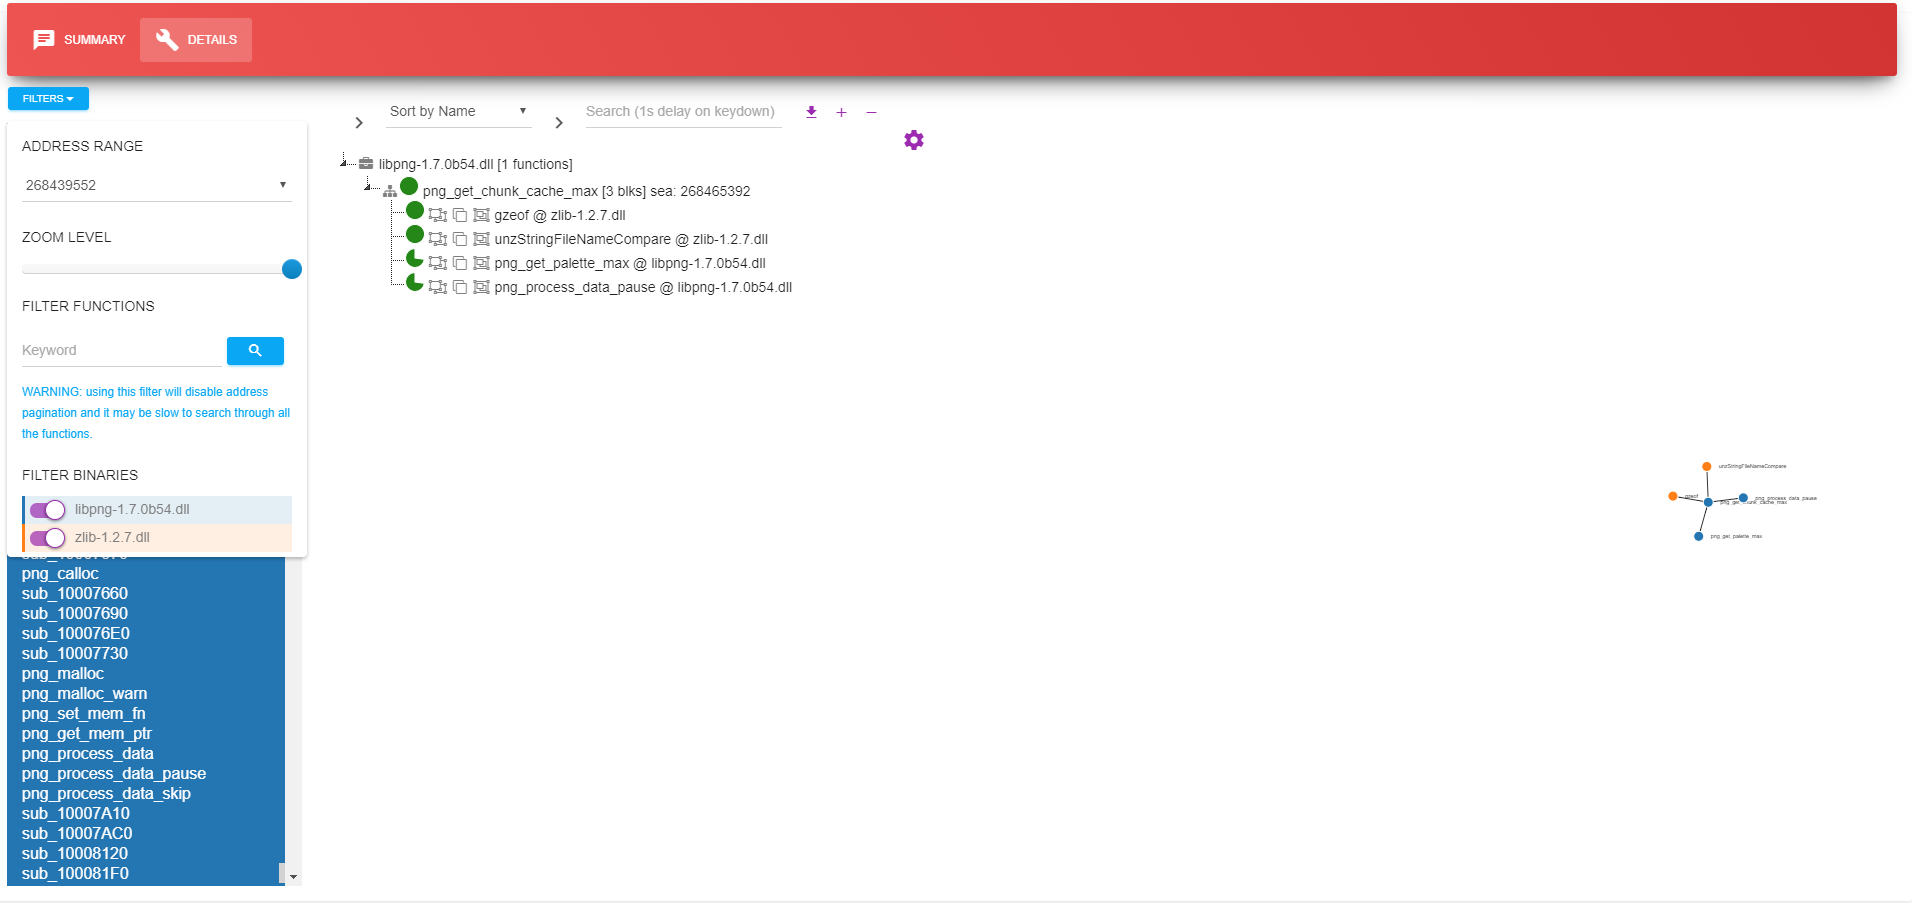 SUMMARY
DETAILS
FILTERS
ADDRESS RANGE
268439552
ZOOM LEVEL
FILTER FUNCTIONS
Keyword
WARNING: using this filter will disable address
pagination and it may be slow to search through all
the functions.
FILTER BINARIES
libpng-1.7.0b54.dll
zlib-1.2.7.dll
png_calloc
sub_10007660
sub_10007690
sub_100076E0
sub_10007730
png_malloc
png_malloc_warn
png_set_mem_fn
png_get_mem_ptr
png_process_data
png_process_data_pause
png_process_data_skip
sub_10007A10
sub_10007AC0
sub_10008120
sub_100081F0
Sort by Name
Search (1s delay on keydown)
libpng-1.7.0b54.dll [1 functions]
png_get_chunk_cache_max [3 blks] sea: 268465392
gzeof @ zlib-1.2.7.dll
unzStringFileNameCompare @ zlib-1.2.7.dll
png_get_palette_max @ libpng-1.7.0b54.dll
png_process_data_pause @ libpng-1.7.0b54.dll
unzStringFileNameCompare
gzeof
png_process_data_pause
png_get_chunk_cache_max
png_get_palette_max